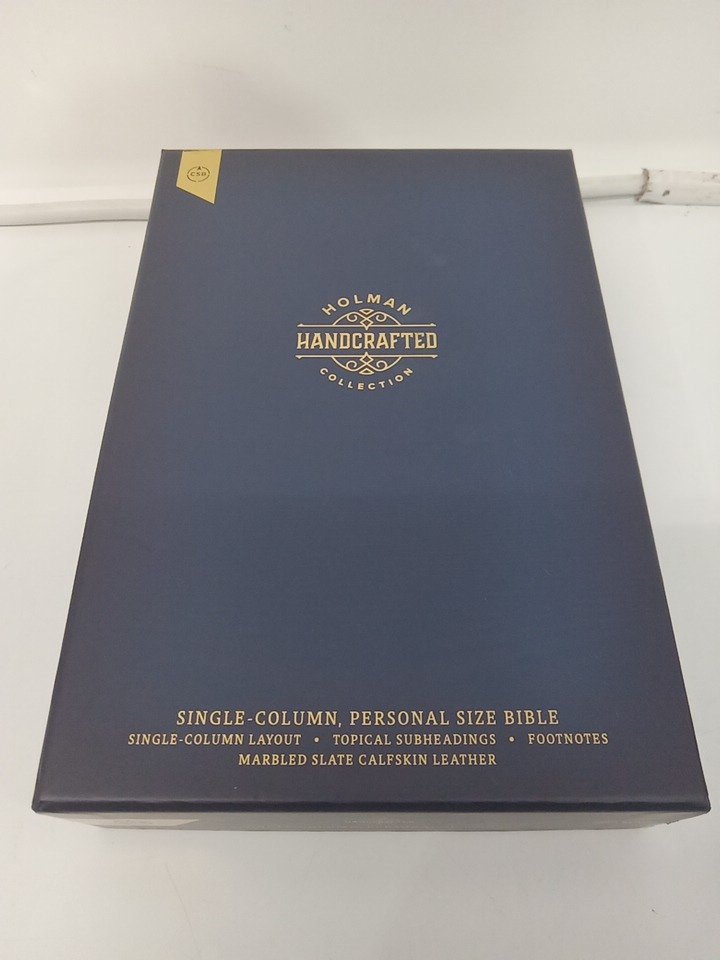 CSB
HOLMAN
HANDCRAFTED
COLLECTION
SINGLE-COLUMN, PERSONAL SIZE BIBLE
SINGLE-COLUMN LAYOUT • TOPICAL SUBHEADINGS • FOOTNOTES
MARBLED SLATE CALFSKIN LEATHER